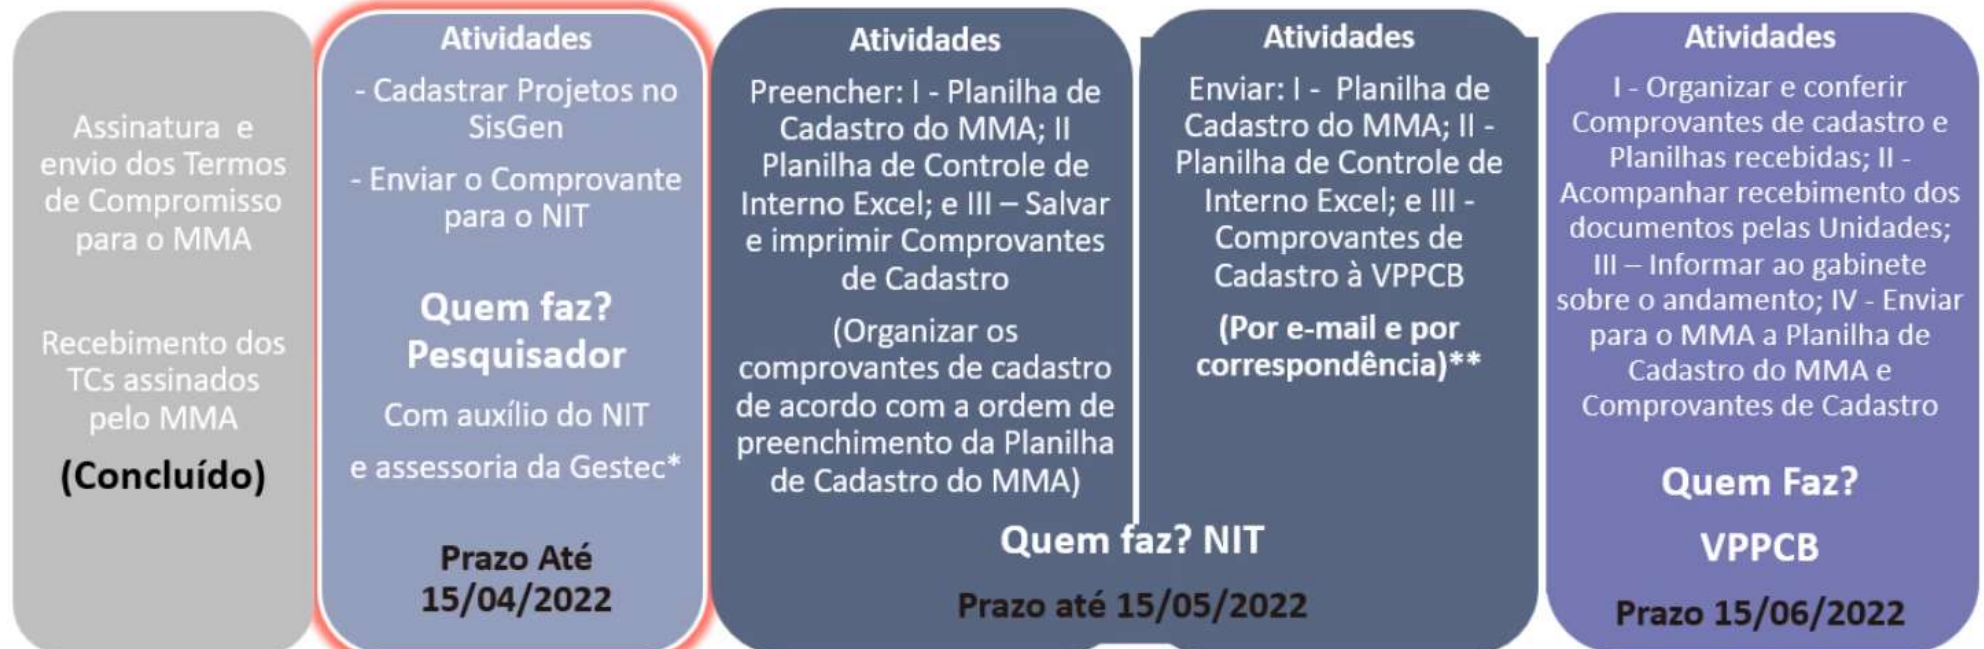 Assinatura e
envio dos Termos
de Compromisso
para o MMA
Recebimento dos
TCs assinados
pelo MMA
(Concluído)
Atividades
- Cadastrar Projetos no
SisGen
- Enviar o Comprovante
para o NIT
Quem faz?
Pesquisador
Com auxílio do NIT
e assessoria da Gestec*
Prazo Até
15/04/2022
Atividades
Preencher: I - Planilha de
Cadastro do MMA; II
Planilha de Controle de
Interno Excel; e III – Salvar
e imprimir Comprovantes
de Cadastro
(Organizar os
comprovantes de cadastro
de acordo com a ordem de
preenchimento da Planilha
de Cadastro do MMA)
Atividades
Enviar: I - Planilha de
Cadastro do MMA; II -
Planilha de Controle de
Interno Excel; e III -
Comprovantes de
Cadastro à VPPCB
(Por e-mail e por
correspondência)**
Quem faz? NIT
Prazo até 15/05/2022
Atividades
I - Organizar e conferir
Comprovantes de cadastro e
Planilhas recebidas; II -
Acompanhar recebimento dos
documentos pelas Unidades;
III – Informar ao gabinete
sobre o andamento; IV - Enviar
para o MMA a Planilha de
Cadastro do MMA e
Comprovantes de Cadastro
Quem Faz?
VPPCB
Prazo 15/06/2022